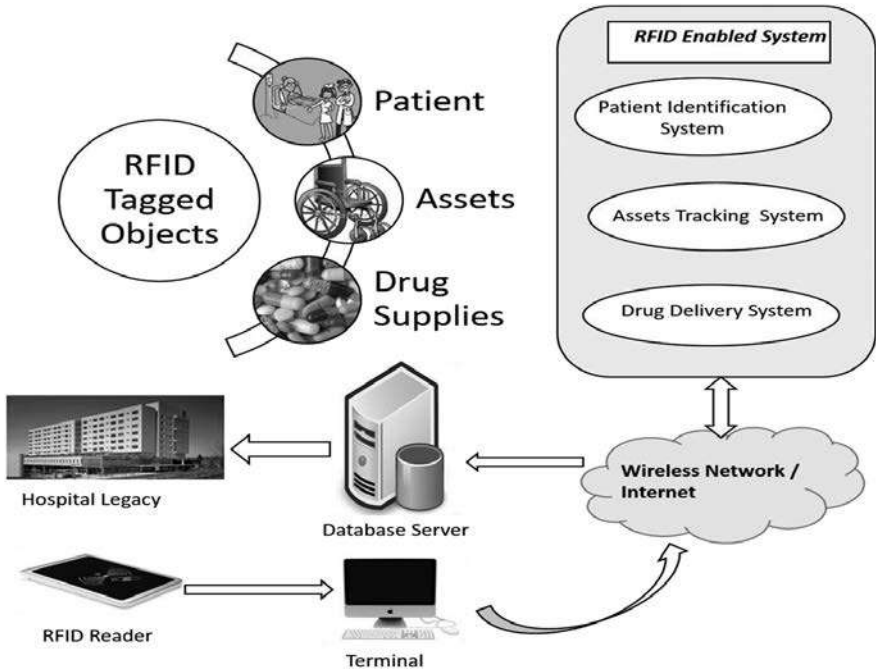 RFID
Tagged
Objects
Patient
Assets
Drug
Supplies
RFID Enabled System
Patient Identification
System
Assets Tracking System
Drug Delivery System
Wireless Network /
Internet
Database Server
Hospital Legacy
RFID Reader
Terminal